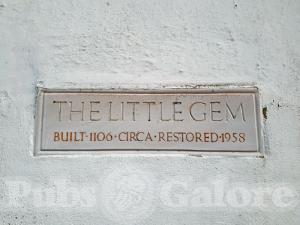 THE LITTLE GEM
BUILT·1106·CIRCA·RESTORED·1958
Pubs Galore